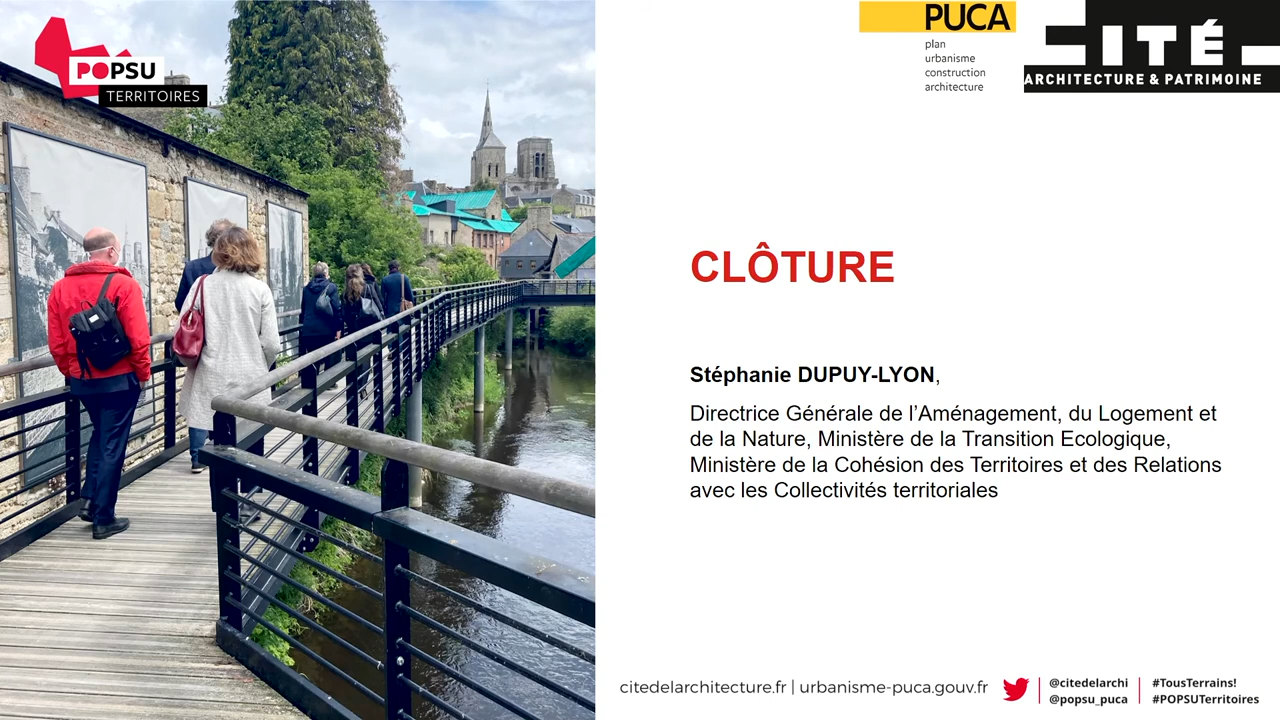 POPSU
TERRITOIRES
PUCA
plan
urbanisme
construction
architecture
CITÉ
ARCHITECTURE & PATRIMOINE
CLÔTURE
Stéphanie DUPUY-LYON,
Directrice Générale de l’Aménagement, du Logement et
de la Nature, Ministère de la Transition Ecologique,
Ministère de la Cohésion des Territoires et des Relations
avec les Collectivités territoriales
citedelarchitecture.fr | urbanisme-puca.gouv.fr
@citedelarchi
@popsu_puca
#TousTerrains!
#POPSUTerritoires